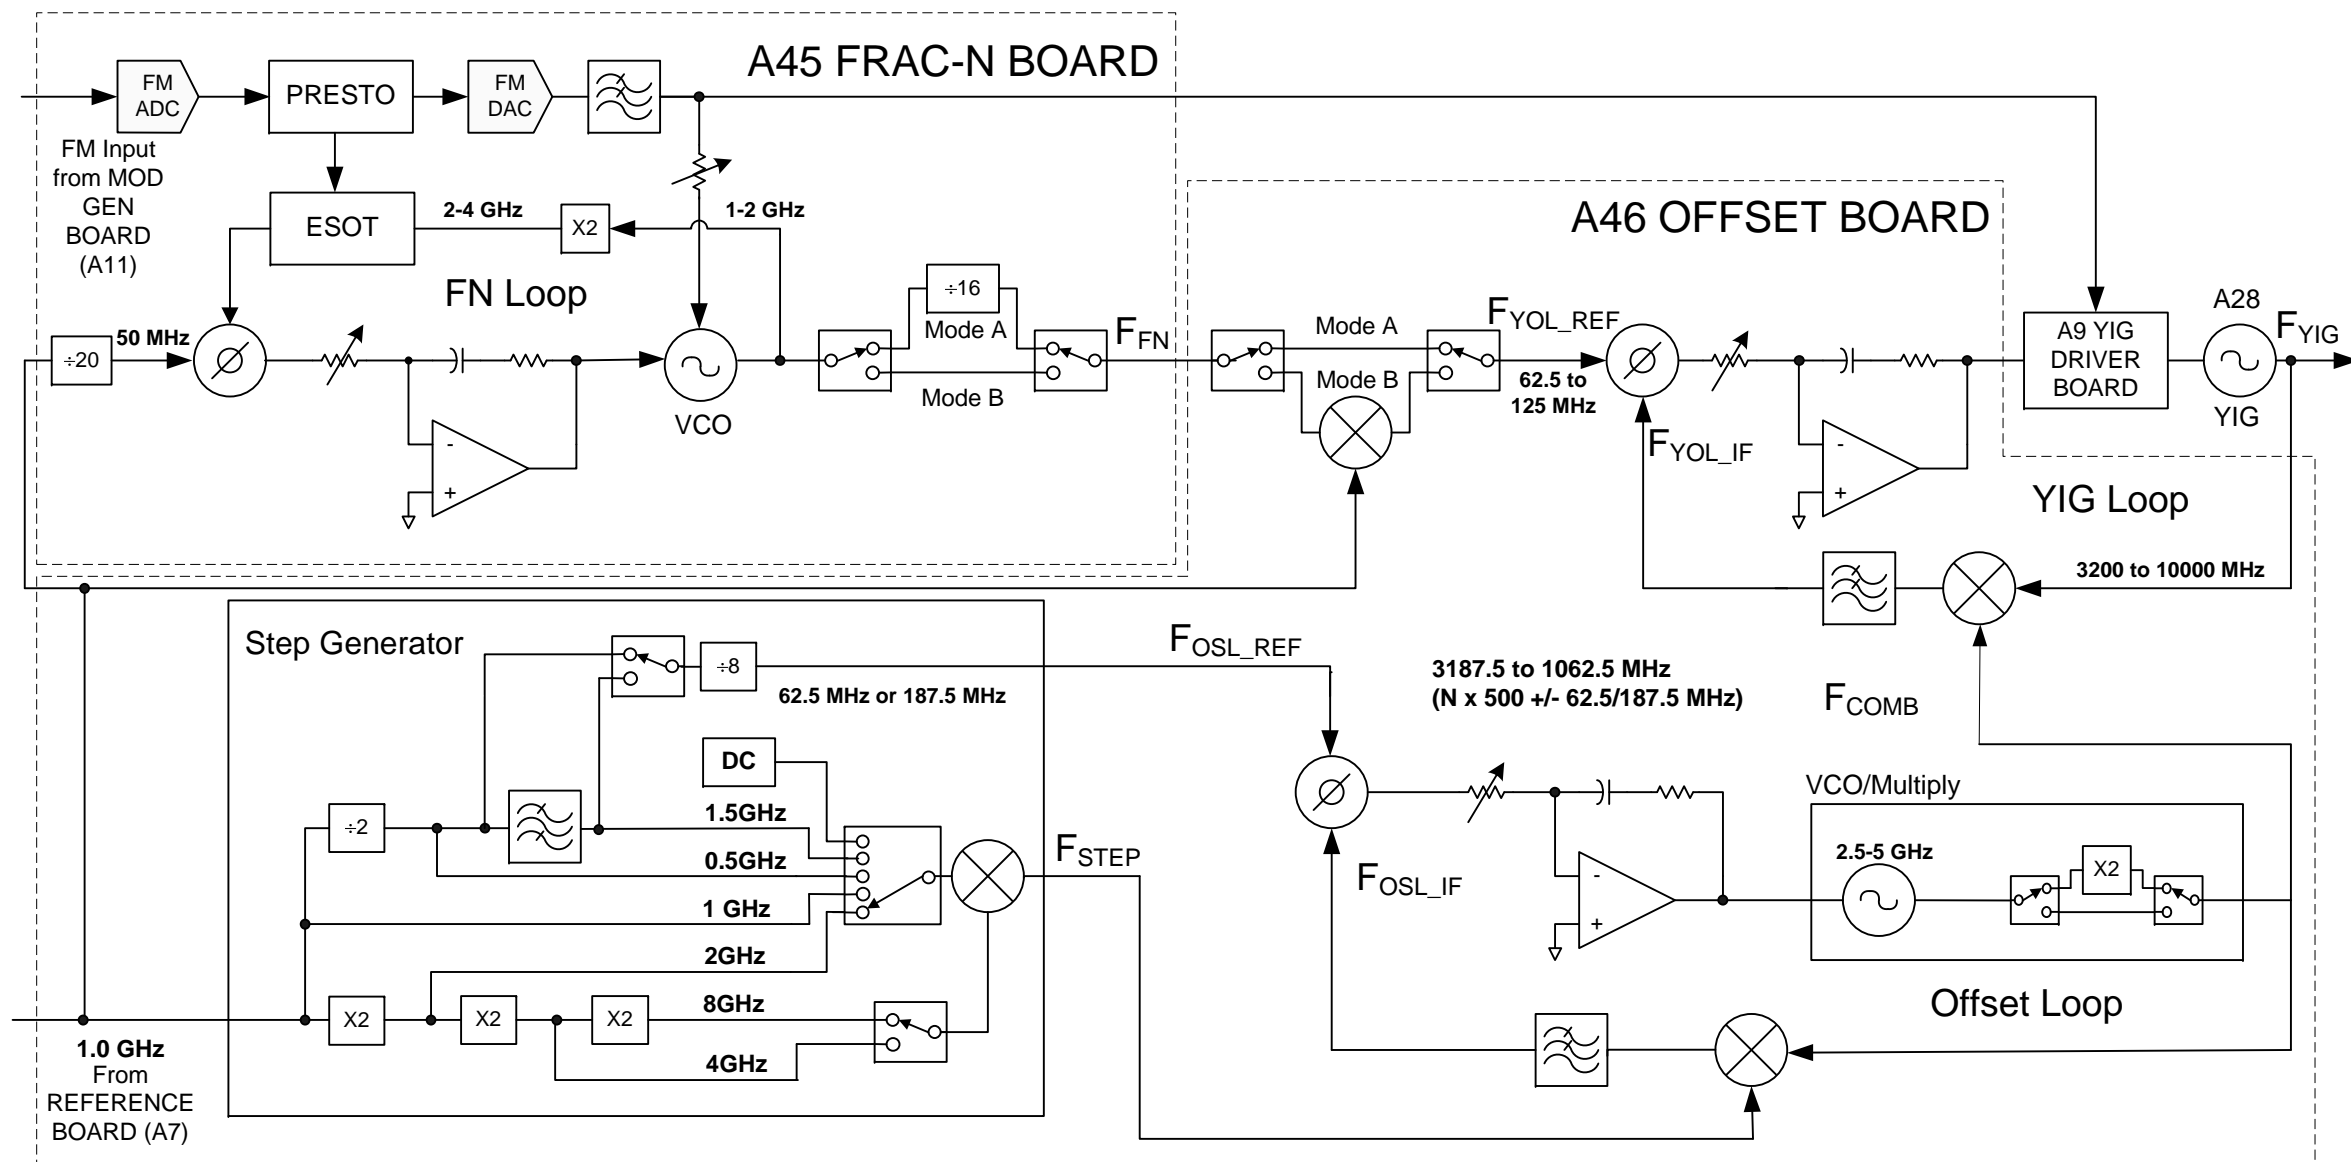 A45 FRAC-N BOARD
FM
ADC
PRESTO
FM
DAC
FM Input
from MOD
GEN
BOARD
(A11)
ESOT
2-4 GHz
X2
1-2 GHz
FN Loop
÷20
50 MHz
VCO
÷16
Mode A
Mode B
FFN
A46 OFFSET BOARD
Mode A
Mode B
FYOL_REF
62.5 to
125 MHz
FYOL_IF
A9 YIG
DRIVER
BOARD
A28
YIG
FYIG
YIG Loop
3200 to 10000 MHz
Step Generator
÷8
62.5 MHz or 187.5 MHz
FOSL_REF
3187.5 to 1062.5 MHz
(N x 500 +/- 62.5/187.5 MHz)
FCOMB
DC
÷2
1.5GHz
0.5GHz
1 GHz
2GHz
8GHz
4GHz
X2
X2
X2
FSTEP
FOSL_IF
VCO/Multiply
2.5-5 GHz
X2
Offset Loop
1.0 GHz
From
REFERENCE
BOARD (A7)
-
+
-
+
-
+